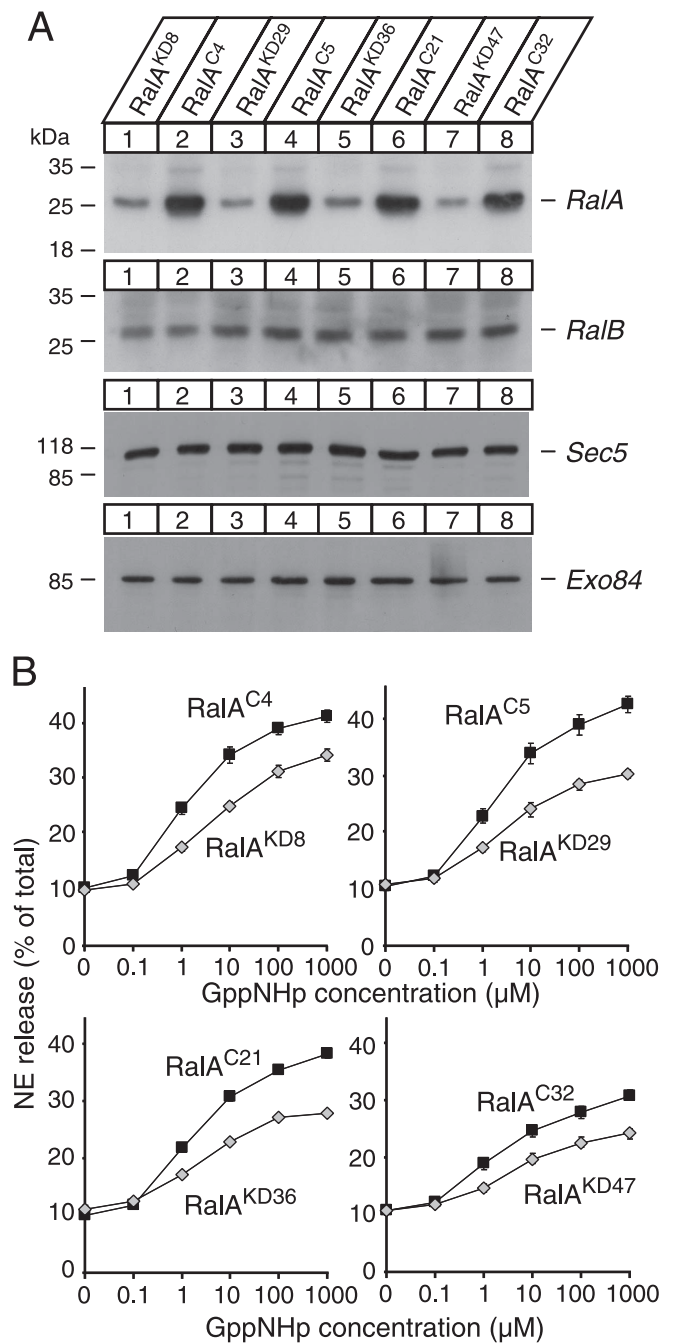 A
RalA^KD8 RalA^C4 RalA^KD29 RalA^C5 RalA^KD36 RalA^C21 RalA^KD47 RalA^C32
kDa
1 2 3 4 5 6 7 8
35
25
RalA
18
1 2 3 4 5 6 7 8
35
RalB
25
1 2 3 4 5 6 7 8
118
Sec5
85
1 2 3 4 5 6 7 8
85
Exo84
B
NE release (% of total)
RalA^C4
RalA^KD8
40
30
20
10
0
0 0.1 1 10 100 1000
RalA^C5
RalA^KD29
40
30
20
10
0
0 0.1 1 10 100 1000
GppNHp concentration (µM)
RalA^C21
RalA^KD36
40
30
20
10
0
0 0.1 1 10 100 1000
RalA^C32
RalA^KD47
40
30
20
10
0
0 0.1 1 10 100 1000
GppNHp concentration (µM)